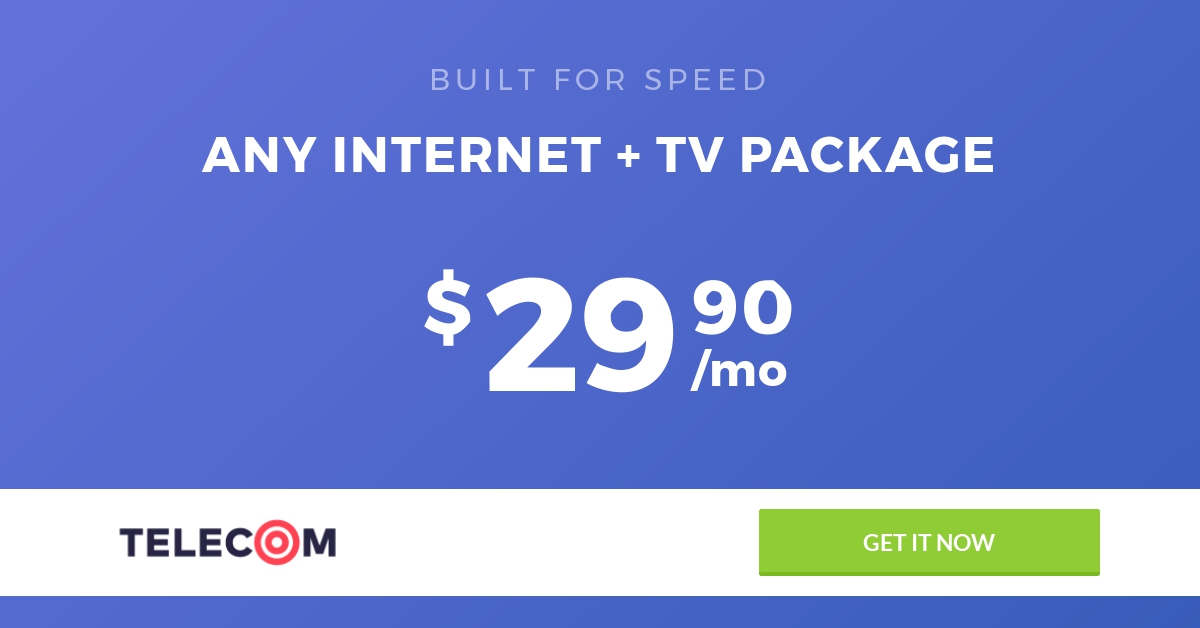 BUILT FOR SPEED
ANY INTERNET + TV PACKAGE
$29 90
/mo
TELECOM
GET IT NOW